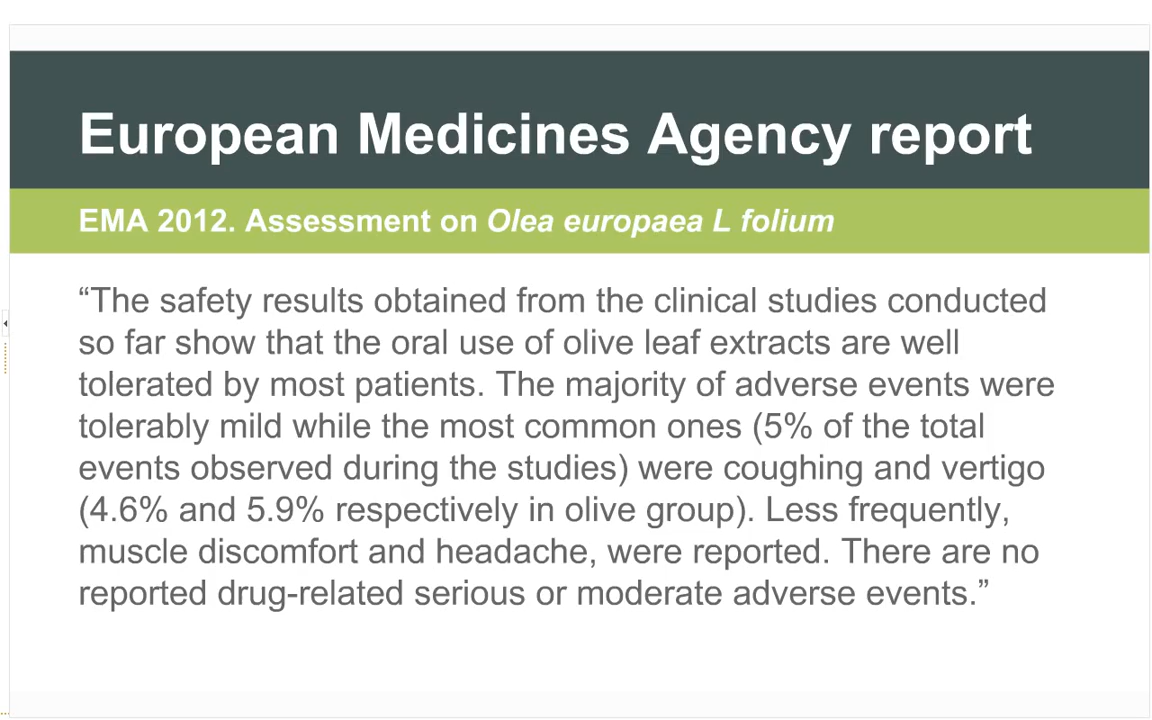 European Medicines Agency report
EMA 2012. Assessment on Olea europaea L folium
“The safety results obtained from the clinical studies conducted
so far show that the oral use of olive leaf extracts are well
tolerated by most patients. The majority of adverse events were
tolerably mild while the most common ones (5% of the total
events observed during the studies) were coughing and vertigo
(4.6% and 5.9% respectively in olive group). Less frequently,
muscle discomfort and headache, were reported. There are no
reported drug-related serious or moderate adverse events.”